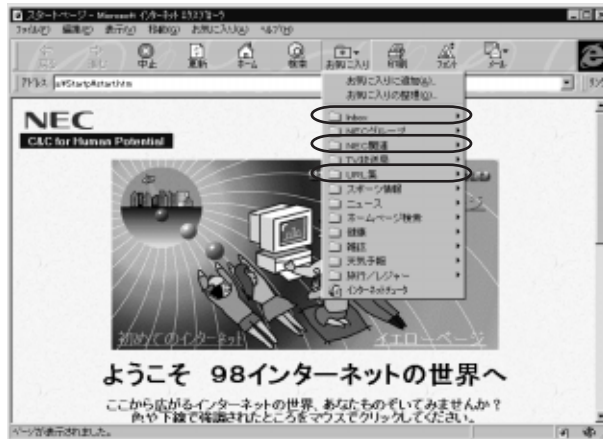 スタートページ - Microsoft インターネット エクスプローラ
ファイル(F) 編集(E) 表示(V) 移動(G) お気に入り(A) ヘルプ(H)
戻る 進む 中止 更新 ホーム 検索 お気に入り 印刷 フォント メール
アドレス
お気に入りに追加(A)...
お気に入りの整理(O)...
Inbox
NECグループ
NEC関連
TV放送局
URL集
スポーツ情報
ニュース
ホームページ検索
健康
雑誌
天気予報
旅行/レジャー
インターネットチュータ
NEC
C&C for Human Potential
初めてのインターネット
イエローページ
ようこそ 98インターネットの世界へ
ここから広がるインターネットの世界、あなたものぞいてみませんか?
色や下線で強調されたところをマウスでクリックしてください。
ページが表示されました。